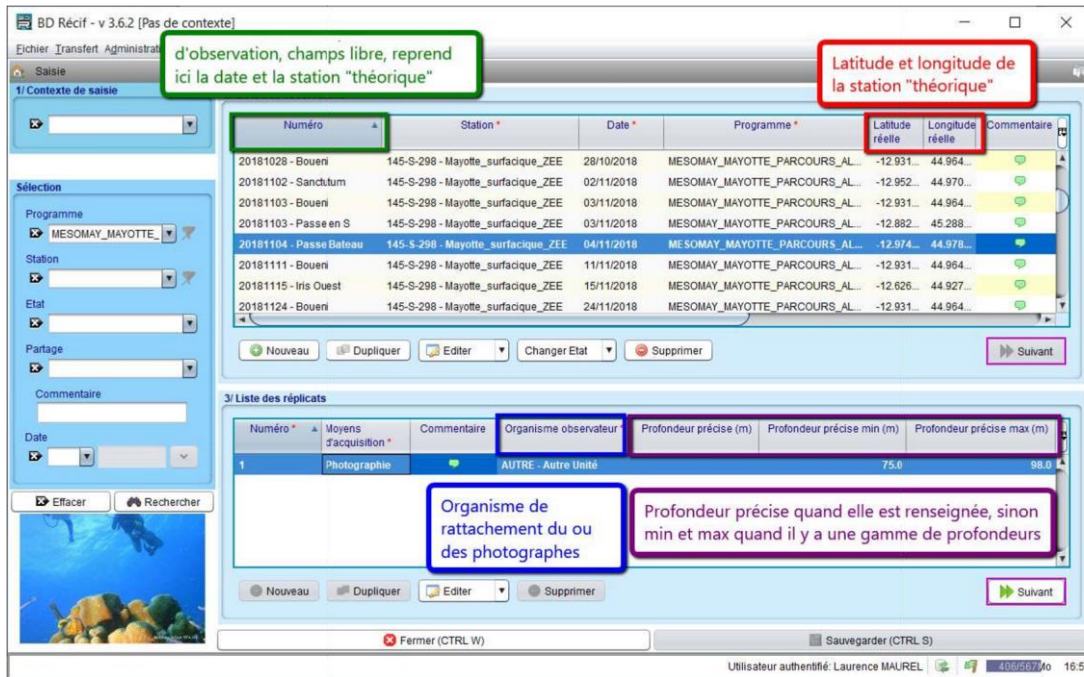 BD Récif - v 3.6.2 [Pas de contexte]
Fichier Transfert Administrat
d'observation, champs libre, reprend
ici la date et la station "théorique"
Latitude et longitude de
la station "théorique"
Saisie
1/ Contexte de saisie
Numéro Station * Date * Programme * Latitude réelle Longitude réelle Commentaire
20181028 - Boueni 145-S-298 - Mayotte_surfacique_ZEE 28/10/2018 MESOMAY_MAYOTTE_PARCOURS_AL... -12.931... 44.964...
20181102 - Sanctutum 145-S-298 - Mayotte_surfacique_ZEE 02/11/2018 MESOMAY_MAYOTTE_PARCOURS_AL... -12.952... 44.970...
20181103 - Boueni 145-S-298 - Mayotte_surfacique_ZEE 03/11/2018 MESOMAY_MAYOTTE_PARCOURS_AL... -12.931... 44.964...
20181103 - Passe en S 145-S-298 - Mayotte_surfacique_ZEE 03/11/2018 MESOMAY_MAYOTTE_PARCOURS_AL... -12.882... 45.288...
20181104 - Passe Bateau 145-S-298 - Mayotte_surfacique_ZEE 04/11/2018 MESOMAY_MAYOTTE_PARCOURS_AL... -12.974... 44.978...
20181111 - Boueni 145-S-298 - Mayotte_surfacique_ZEE 11/11/2018 MESOMAY_MAYOTTE_PARCOURS_AL... -12.931... 44.964...
20181115 - Iris Ouest 145-S-298 - Mayotte_surfacique_ZEE 15/11/2018 MESOMAY_MAYOTTE_PARCOURS_AL... -12.626... 44.927...
20181124 - Boueni 145-S-298 - Mayotte_surfacique_ZEE 24/11/2018 MESOMAY_MAYOTTE_PARCOURS_AL... -12.931... 44.964...
Nouveau Dupliquer Editer Changer Etat Supprimer Suivant
Sélection
Programme
MESOMAY_MAYOTTE_
Station
Etat
Partage
Commentaire
Date
Effacer Rechercher
3/ Liste des réplicats
Numéro * Moyens d'acquisition * Commentaire Organisme observateur * Profondeur précise (m) Profondeur précise min (m) Profondeur précise max (m)
1 Photographie AUTRE - Autre Unité 75.0 98.0
Organisme de
rattachement du ou
des photographes
Profondeur précise quand elle est renseignée, sinon
min et max quand il y a une gamme de profondeurs
Nouveau Dupliquer Editer Supprimer Suivant
Fermer (CTRL W) Sauvegarder (CTRL S)
Utilisateur authentifié: Laurence MAUREL 406/567Mo 16:5